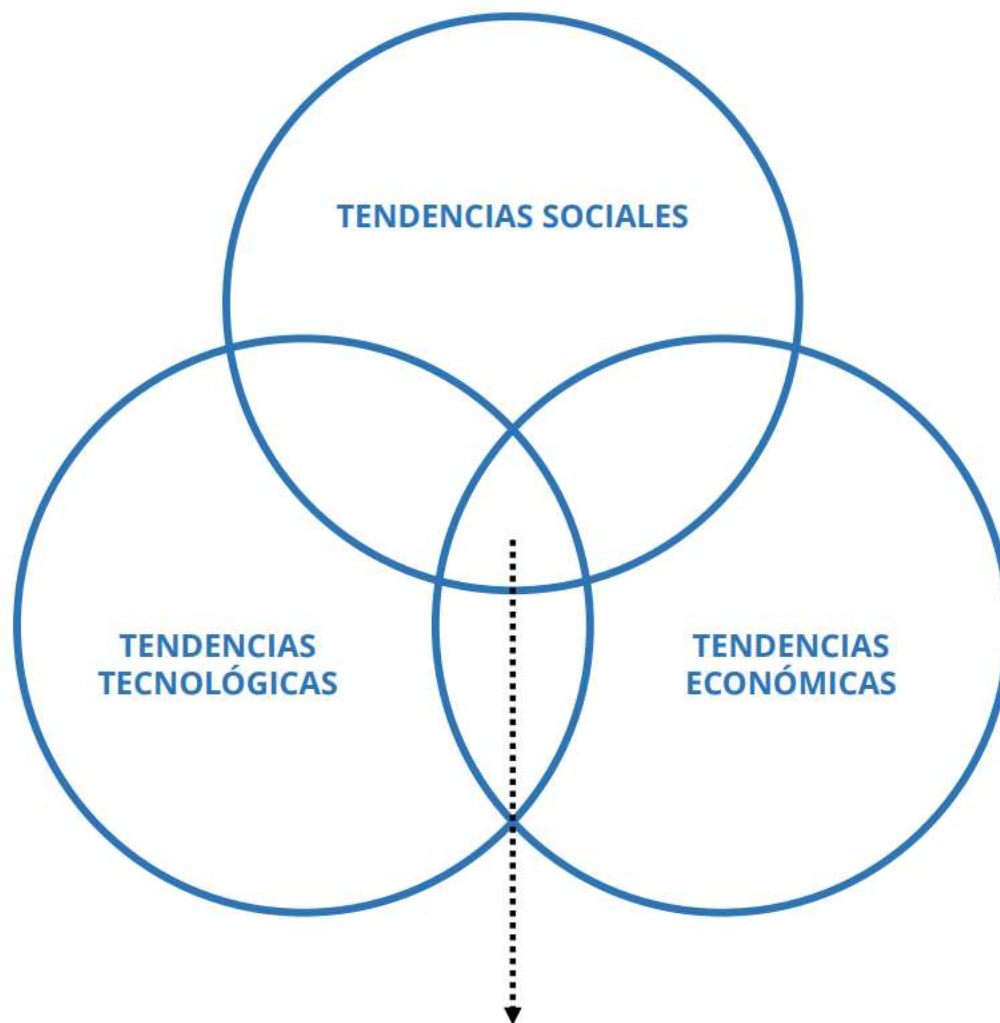 TENDENCIAS SOCIALES
TENDENCIAS
TECNOLÓGICAS
TENDENCIAS
ECONÓMICAS